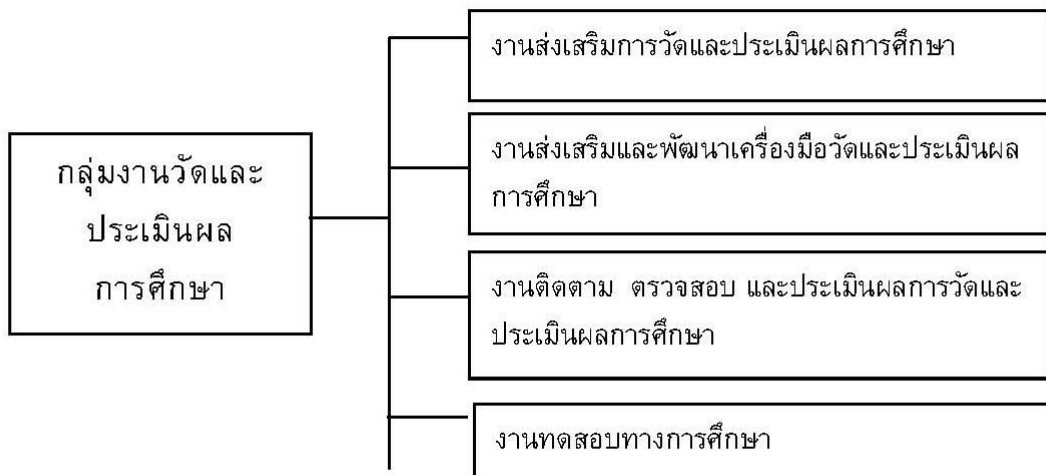 กลุ่มงานวัดและ
ประเมินผล
การศึกษา
งานส่งเสริมการวัดและประเมินผลการศึกษา
งานส่งเสริมและพัฒนาเครื่องมือวัดและประเมินผล
การศึกษา
งานติดตาม ตรวจสอบ และประเมินผลการวัดและ
ประเมินผลการศึกษา
งานทดสอบทางการศึกษา